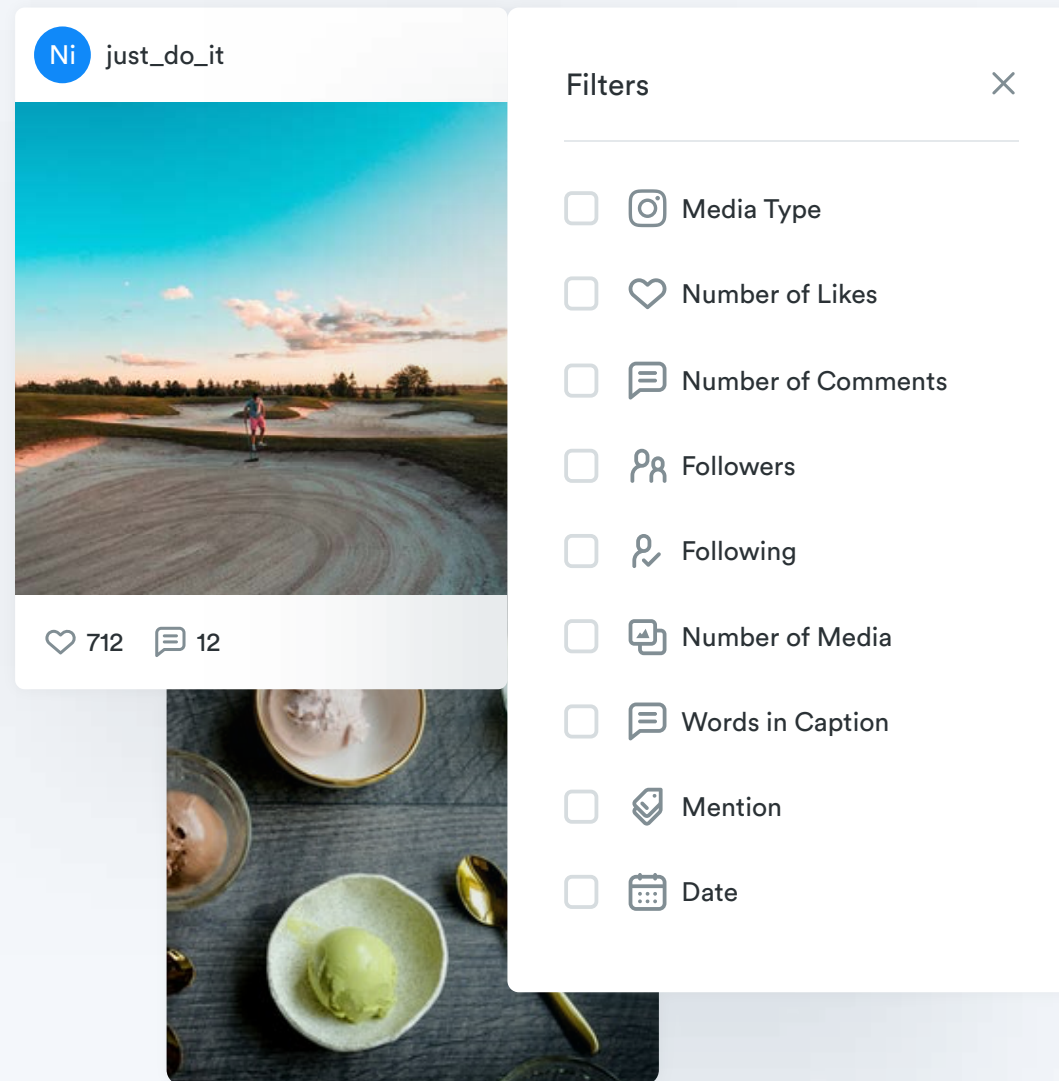 Ni just_do_it
712 12
Filters
Media Type
Number of Likes
Number of Comments
Followers
Following
Number of Media
Words in Caption
Mention
Date